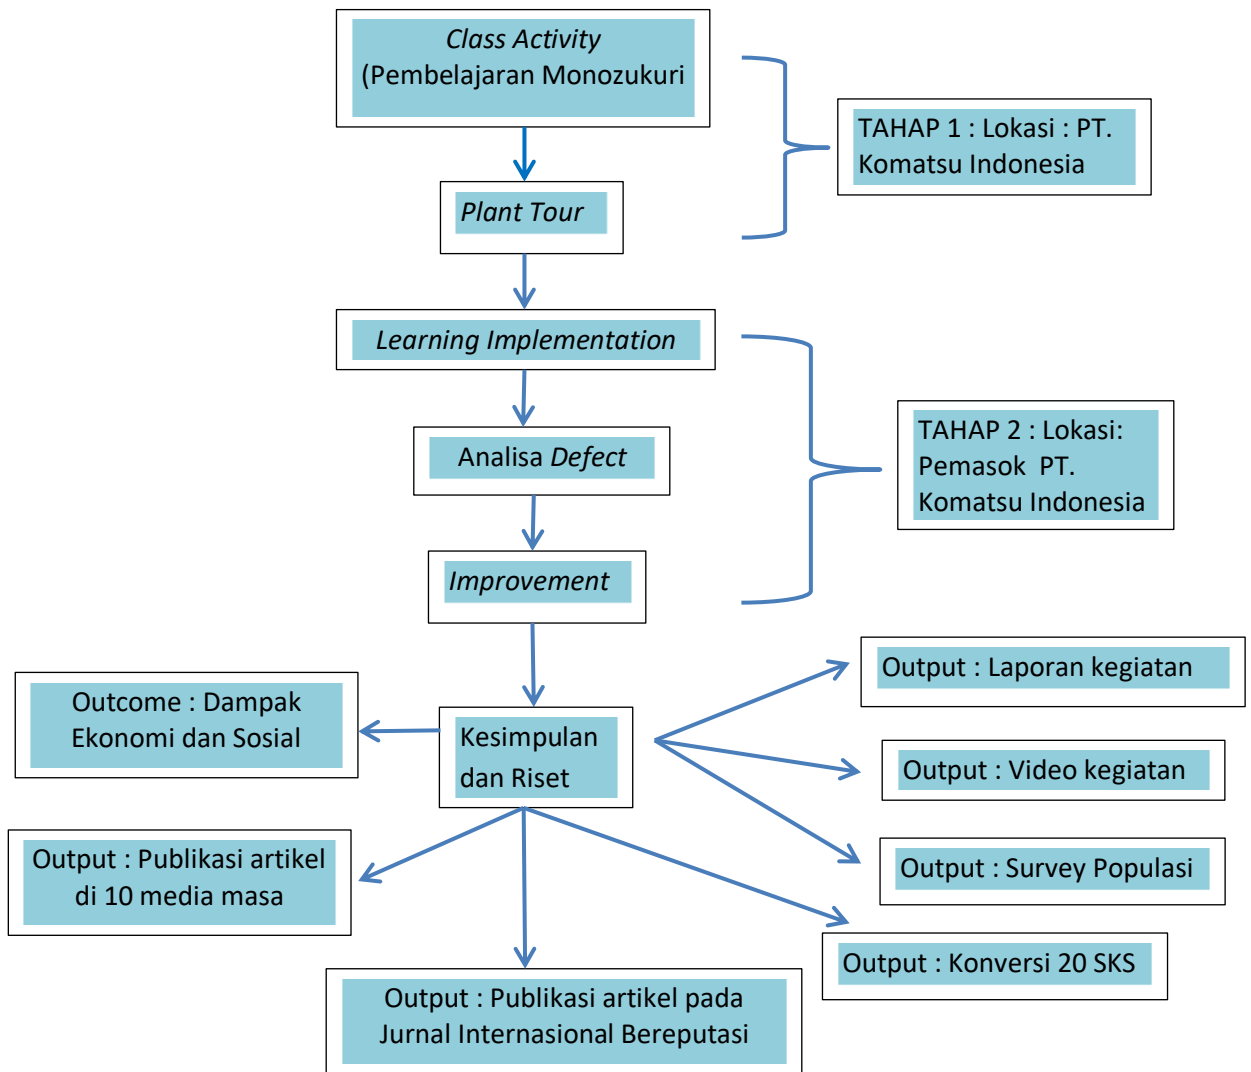 Class Activity
(Pembelajaran Monozukuri
TAHAP 1 : Lokasi : PT.
Komatsu Indonesia
Plant Tour
Learning Implementation
Analisa Defect
TAHAP 2 : Lokasi:
Pemasok PT.
Komatsu Indonesia
Improvement
Output : Laporan kegiatan
Outcome : Dampak
Ekonomi dan Sosial
Kesimpulan
dan Riset
Output : Video kegiatan
Output : Publikasi artikel
di 10 media masa
Output : Survey Populasi
Output : Konversi 20 SKS
Output : Publikasi artikel pada
Jurnal Internasional Bereputasi